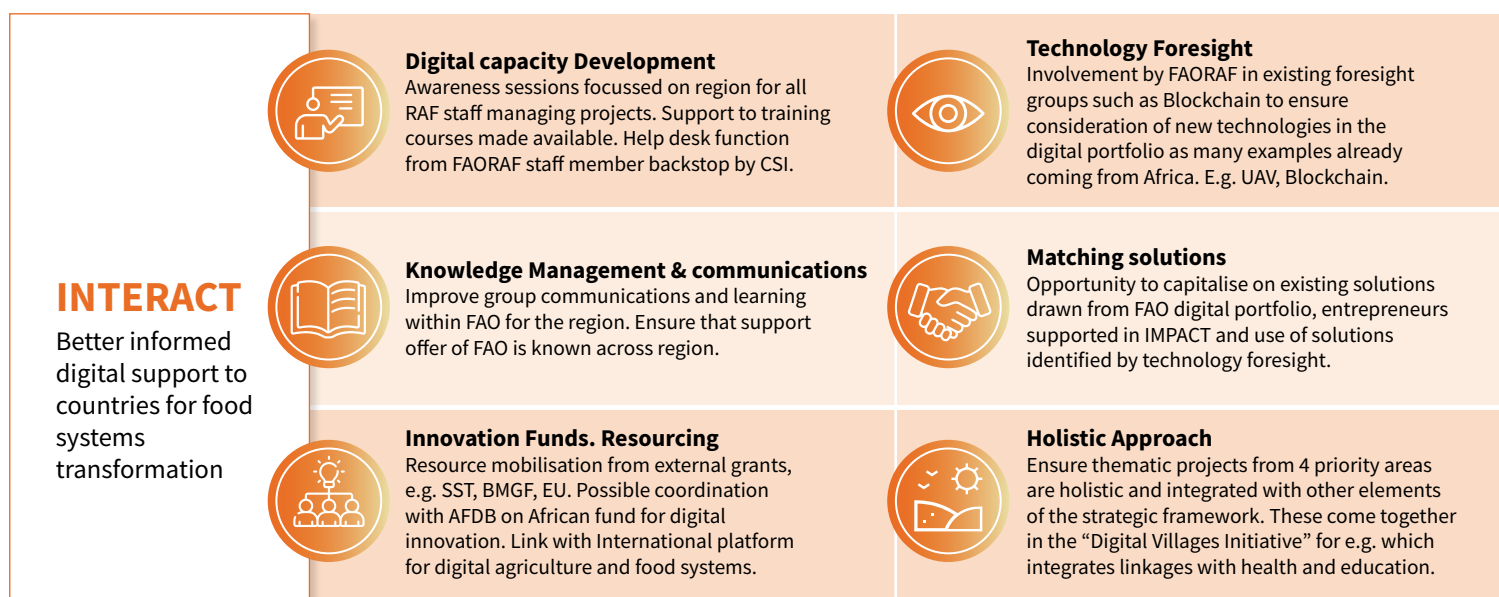 INTERACT
Better informed
digital support to
countries for food
systems
transformation
Digital capacity Development
Awareness sessions focussed on region for all
RAF staff managing projects. Support to training
courses made available. Help desk function
from FAORAF staff member backstop by CSI.
Technology Foresight
Involvement by FAORAF in existing foresight
groups such as Blockchain to ensure
consideration of new technologies in the
digital portfolio as many examples already
coming from Africa. E.g. UAV, Blockchain.
Knowledge Management & communications
Improve group communications and learning
within FAO for the region. Ensure that support
offer of FAO is known across region.
Matching solutions
Opportunity to capitalise on existing solutions
drawn from FAO digital portfolio, entrepreneurs
supported in IMPACT and use of solutions
identified by technology foresight.
Innovation Funds. Resourcing
Resource mobilisation from external grants,
e.g. SST, BMGF, EU. Possible coordination
with AFDB on African fund for digital
innovation. Link with International platform
for digital agriculture and food systems.
Holistic Approach
Ensure thematic projects from 4 priority areas
are holistic and integrated with other elements
of the strategic framework. These come together
in the “Digital Villages Initiative” for e.g. which
integrates linkages with health and education.